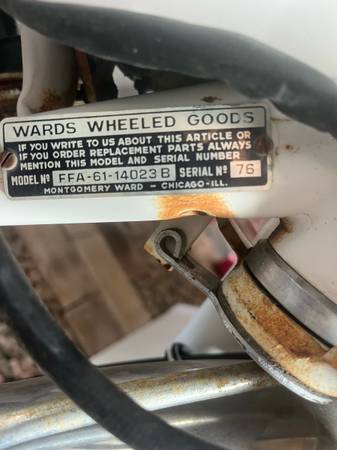 WARDS WHEELED GOODS
IF YOU WRITE TO US ABOUT THIS ARTICLE OR
IF YOU ORDER REPLACEMENT PARTS ALWAYS
MENTION THIS MODEL AND SERIAL NUMBER
MODEL Nº FFA-61-14023 B SERIAL Nº 76
MONTGOMERY WARD - CHICAGO-ILL.